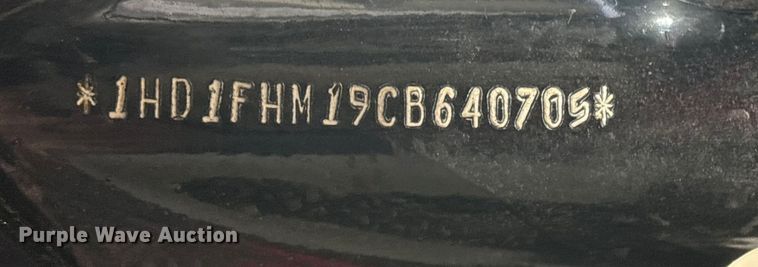 *1HD1FHM19CB640705*
Purple Wave Auction